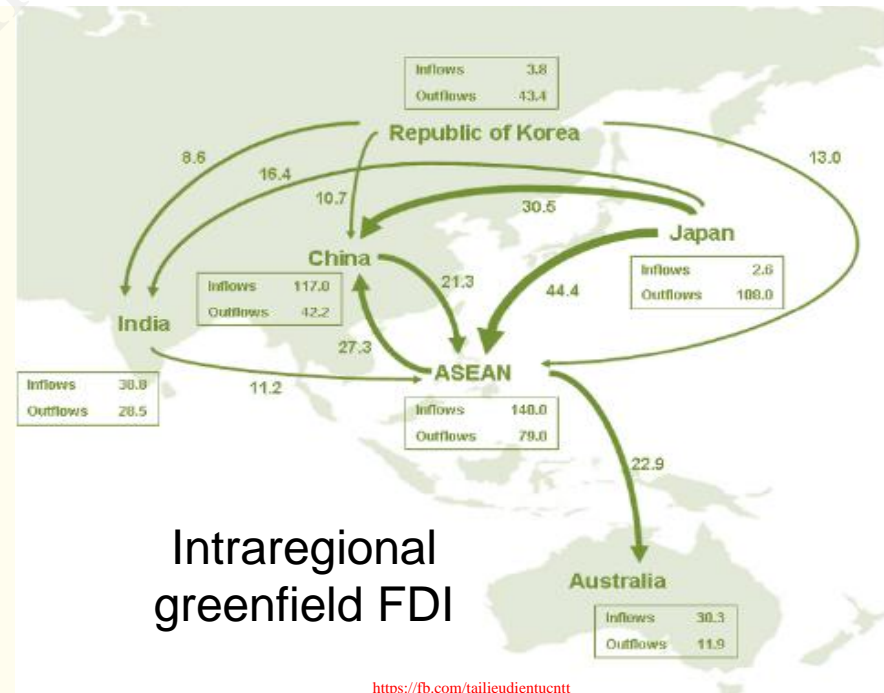 Inflows 3.8
Outflows 43.4
Republic of Korea
8.6
16.4
10.7
13.0
30.5
Japan
Inflows 2.6
Outflows 108.0
China
Inflows 117.0
Outflows 42.2
21.3
44.4
India
27.3
ASEAN
Inflows 140.0
Outflows 79.0
Inflows 38.8
Outflows 28.5
11.2
22.9
Intraregional
greenfield FDI
Australia
Inflows 30.3
Outflows 11.9
https://fb.com/tailieudientucntt